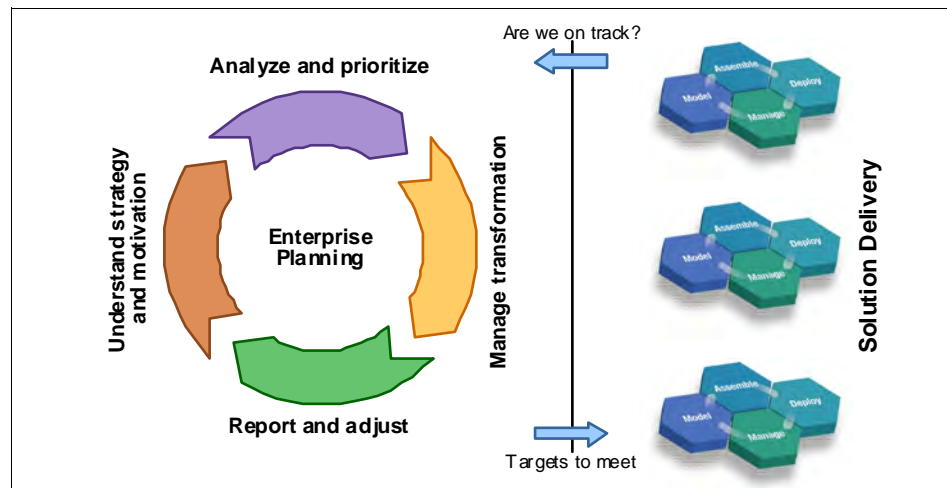 Are we on track?
Analyze and prioritize
Understand strategy
and motivation
Enterprise
Planning
Manage transformation
Report and adjust
Targets to meet
Assemble
Deploy
Model
Manage
Assemble
Deploy
Model
Manage
Assemble
Deploy
Model
Manage
Solution Delivery